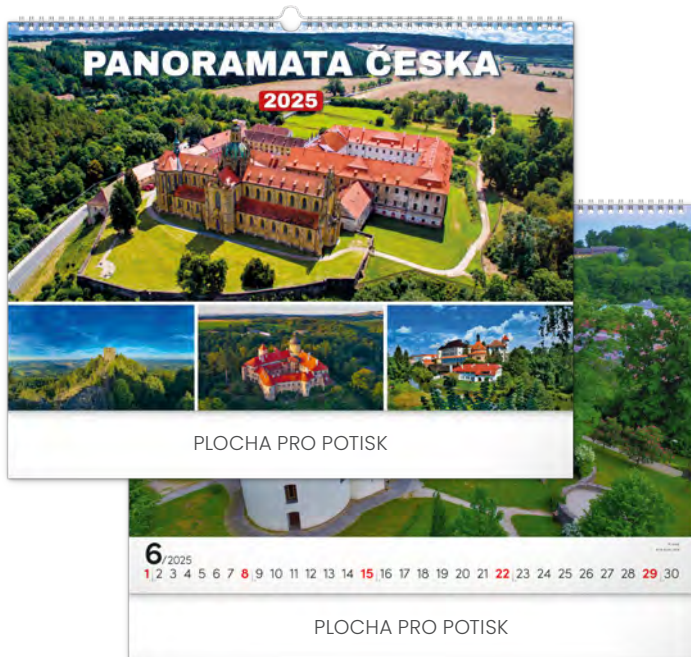 PANORAMATA ČESKA
2025
PLOCHA PRO POTISK
6/2025
1 2 3 4 5 6 7 8 9 10 11 12 13 14 15 16 17 18 19 20 21 22 23 24 25 26 27 28 29 30
PLOCHA PRO POTISK